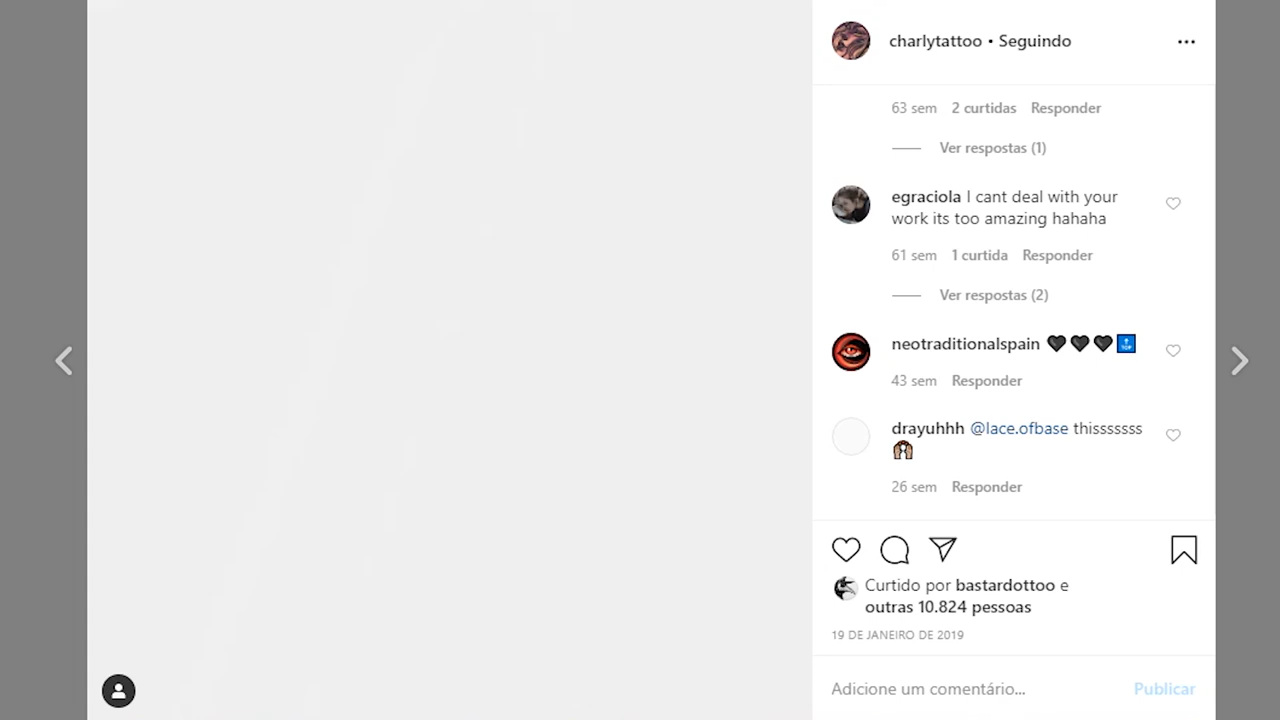 charlytattoo • Seguindo
63 sem 2 curtidas Responder
Ver respostas (1)
egraciola I cant deal with your
work its too amazing hahaha
61 sem 1 curtida Responder
Ver respostas (2)
neotraditionalspain 🖤🖤🖤🔝
43 sem Responder
drayuhhh @lace.ofbase thisssssss
🙌🏼
26 sem Responder
Curtido por bastardottoo e
outras 10.824 pessoas
19 DE JANEIRO DE 2019
Adicione um comentário... Publicar